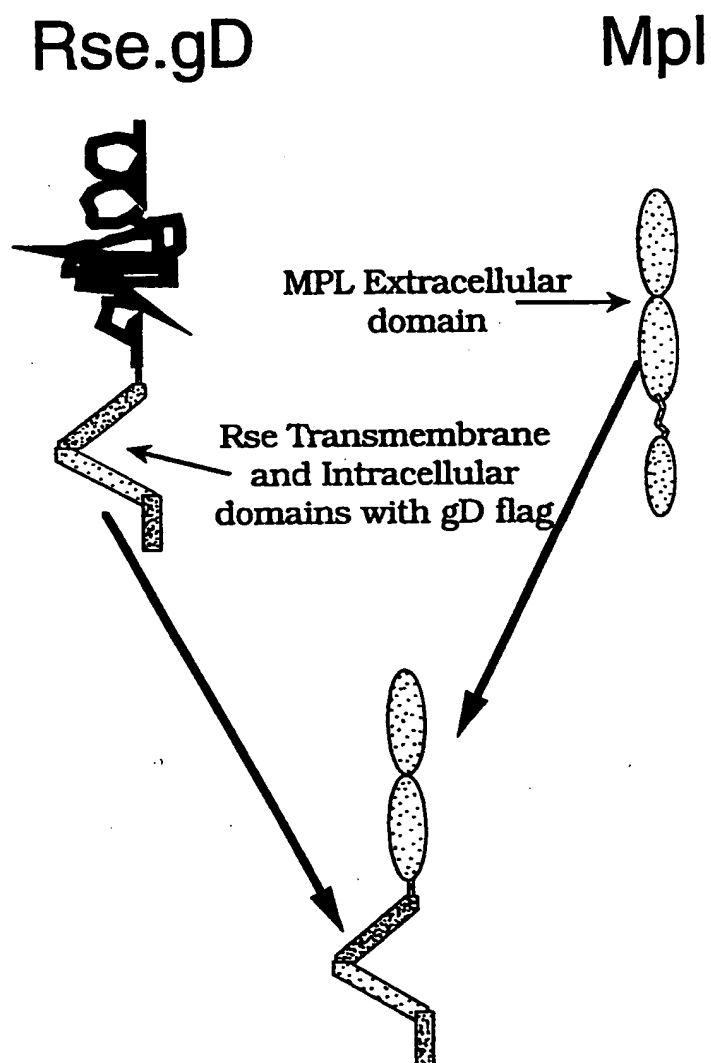 Rse.gD
Mpl
MPL Extracellular
domain
Rse Transmembrane
and Intracellular
domains with gD flag